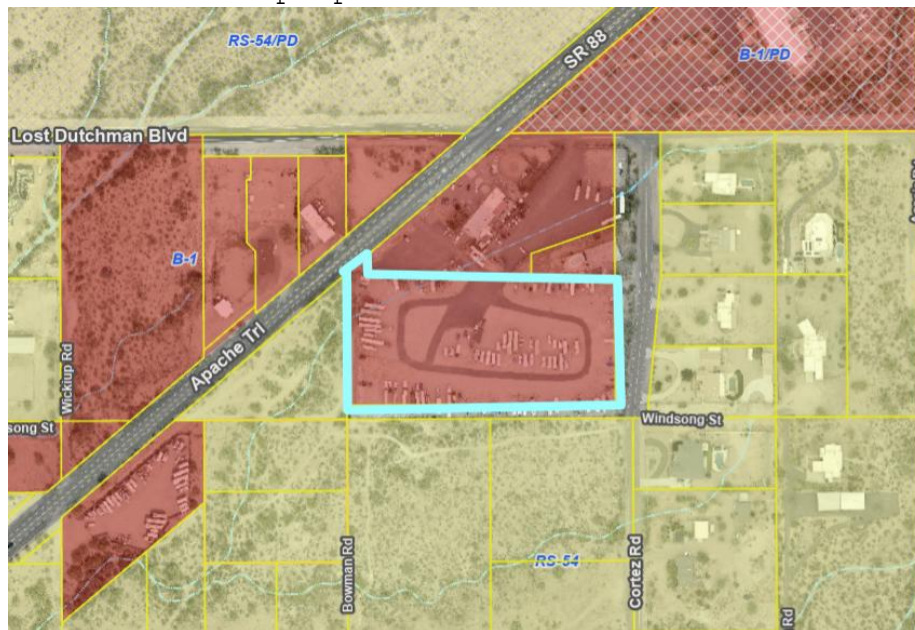 RS-54/PD
SR 88
B-1/PD
Lost Dutchman Blvd
B-1
Apache Trl
Wickiup Rd
song St
Windsong St
Bowman Rd
RS-54
Cortez Rd
Rd